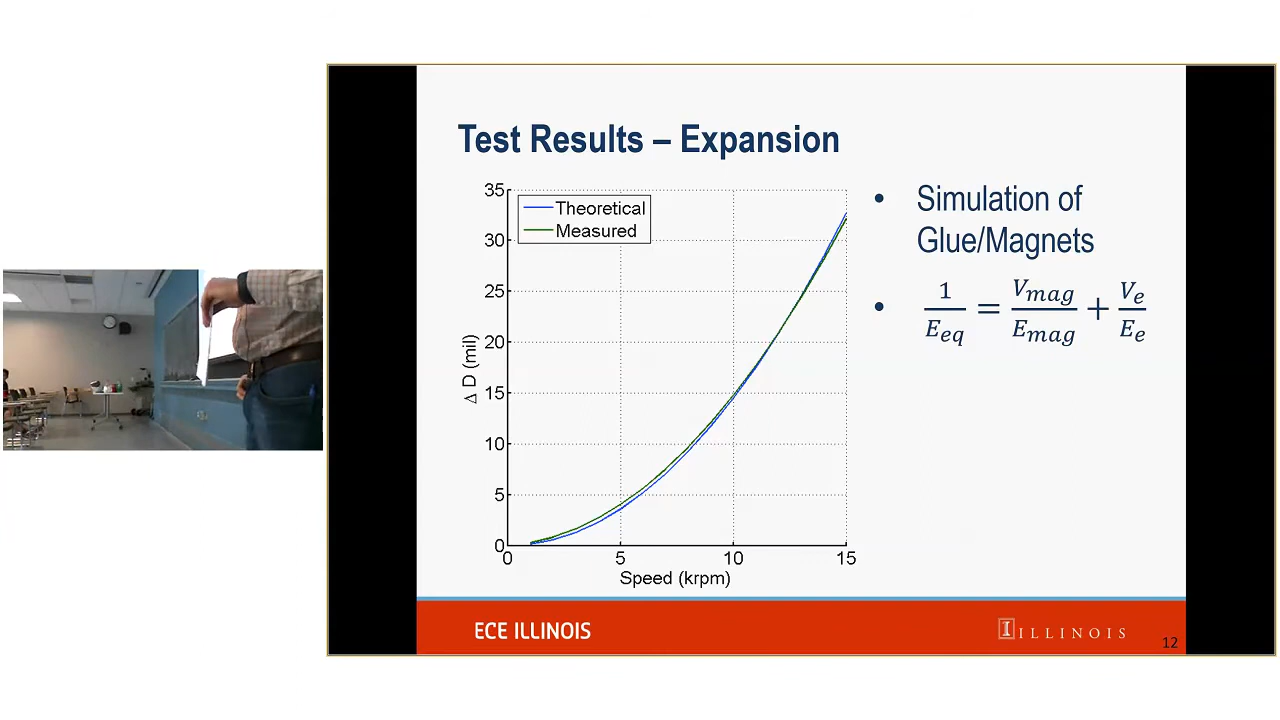 Test Results – Expansion
35
30
25
20
15
10
5
0
Δ D (mil)
Theoretical
Measured
0 5 10 15
Speed (krpm)
• Simulation of
Glue/Magnets
• 1/E_eq = V_mag/E_mag + V_e/E_e
ECE ILLINOIS
I ILLINOIS
12